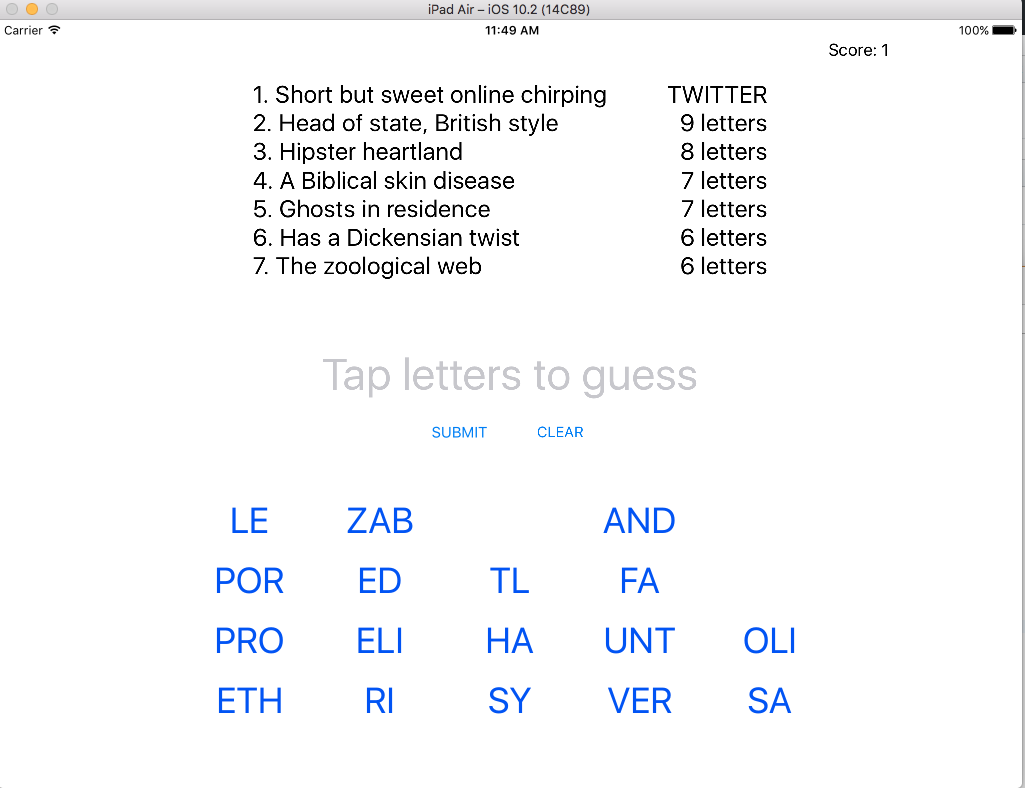 iPad Air – iOS 10.2 (14C89)
Carrier 11:49 AM 100%
Score: 1
1. Short but sweet online chirping TWITTER
2. Head of state, British style 9 letters
3. Hipster heartland 8 letters
4. A Biblical skin disease 7 letters
5. Ghosts in residence 7 letters
6. Has a Dickensian twist 6 letters
7. The zoological web 6 letters
Tap letters to guess
SUBMIT CLEAR
LE ZAB AND
POR ED TL FA
PRO ELI HA UNT OLI
ETH RI SY VER SA